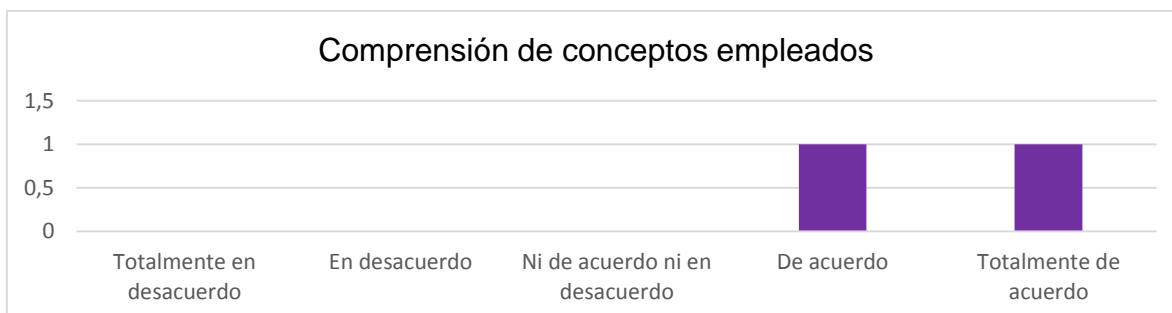 Comprensión de conceptos empleados
1,5
1
0,5
0
Totalmente en
desacuerdo
En desacuerdo
Ni de acuerdo ni en
desacuerdo
De acuerdo
Totalmente de
acuerdo